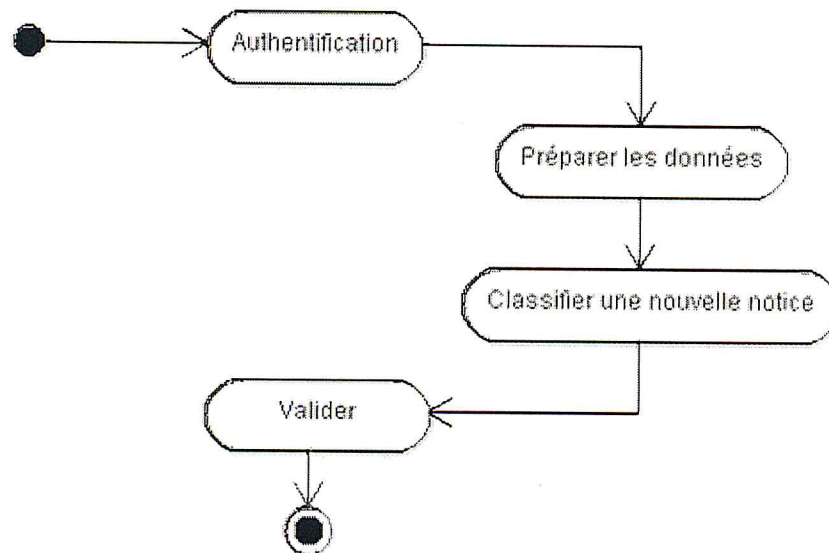 Authentification
Préparer les données
Classifier une nouvelle notice
Valider